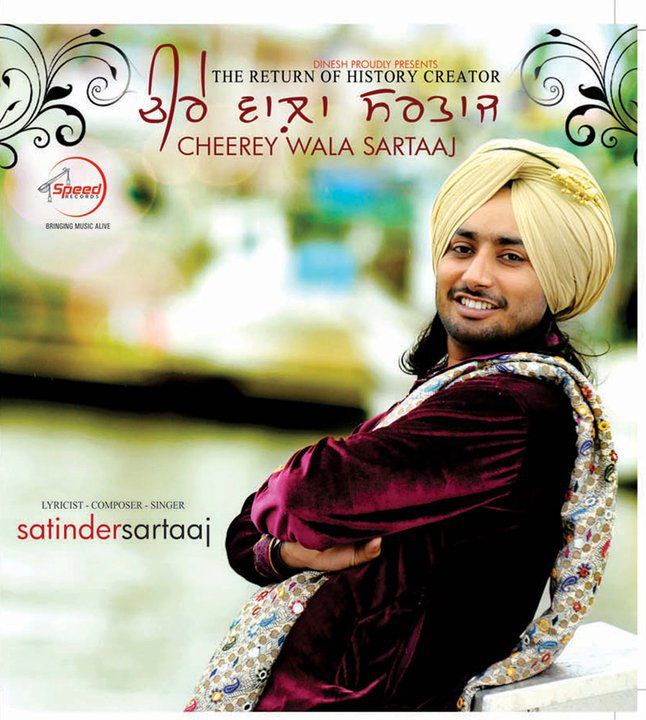 DINESH PROUDLY PRESENTS
THE RETURN OF HISTORY CREATOR
ਚੀਰੇ ਵਾਲਾ ਸਰਤਾਜ
CHEEREY WALA SARTAAJ
Speed
RECORDS
BRINGING MUSIC ALIVE
LYRICIST - COMPOSER - SINGER
satindersartaaj